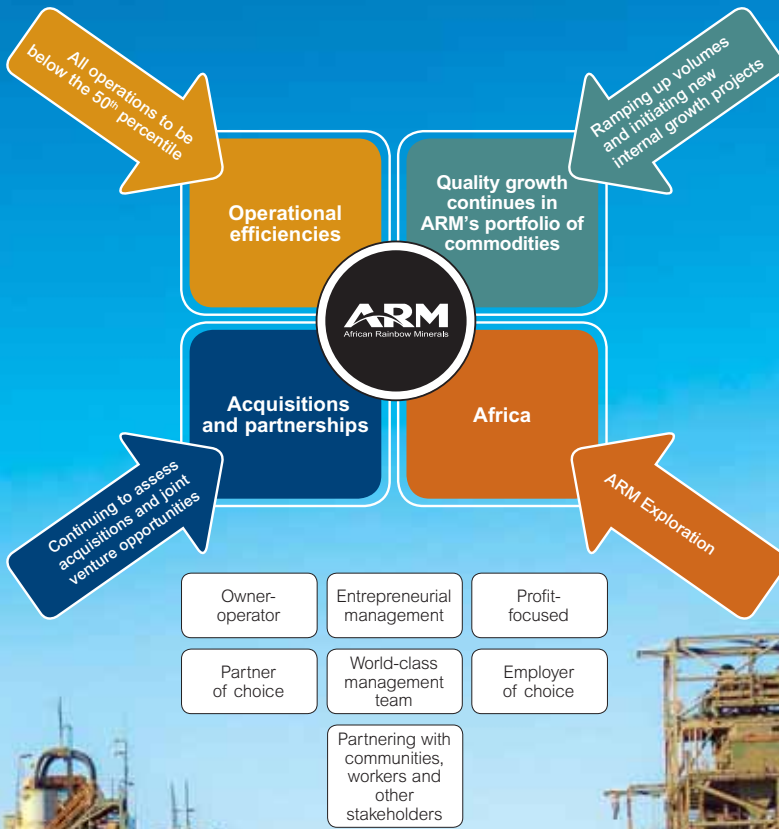 All operations to be
below the 50th percentile
Ramping up volumes
and initiating new
internal growth projects
Operational
efficiencies
Quality growth
continues in
ARM's portfolio of
commodities
ARM
African Rainbow Minerals
Acquisitions
and partnerships
Africa
Continuing to assess
acquisitions and joint
venture opportunities
ARM Exploration
Owner-
operator
Entrepreneurial
management
Profit-
focused
Partner
of choice
World-class
management
team
Employer
of choice
Partnering with
communities,
workers and
other
stakeholders